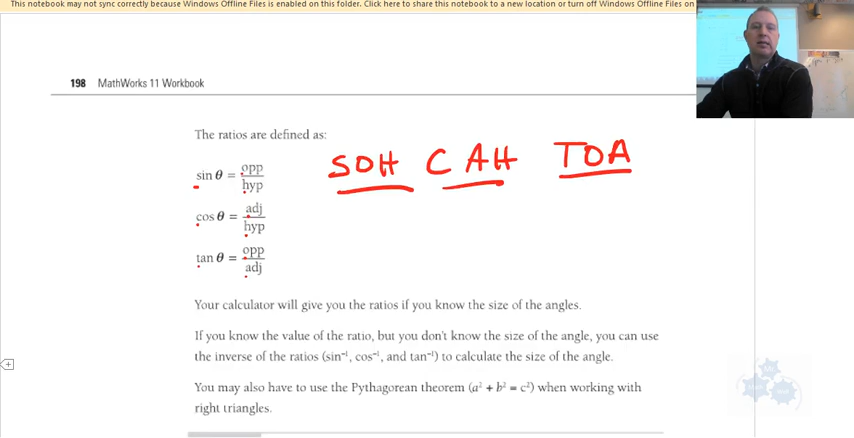 This notebook may not sync correctly because Windows Offline Files is enabled on this folder. Click here to share this notebook to a new location or turn off Windows Offline Files on
198 MathWorks 11 Workbook
The ratios are defined as:
SOH CAH TOA
sin θ = opp/hyp
cos θ = adj/hyp
tan θ = opp/adj
Your calculator will give you the ratios if you know the size of the angles.
If you know the value of the ratio, but you don't know the size of the angle, you can use
the inverse of the ratios (sin⁻¹, cos⁻¹, and tan⁻¹) to calculate the size of the angle.
You may also have to use the Pythagorean theorem (a² + b² = c²) when working with
right triangles.